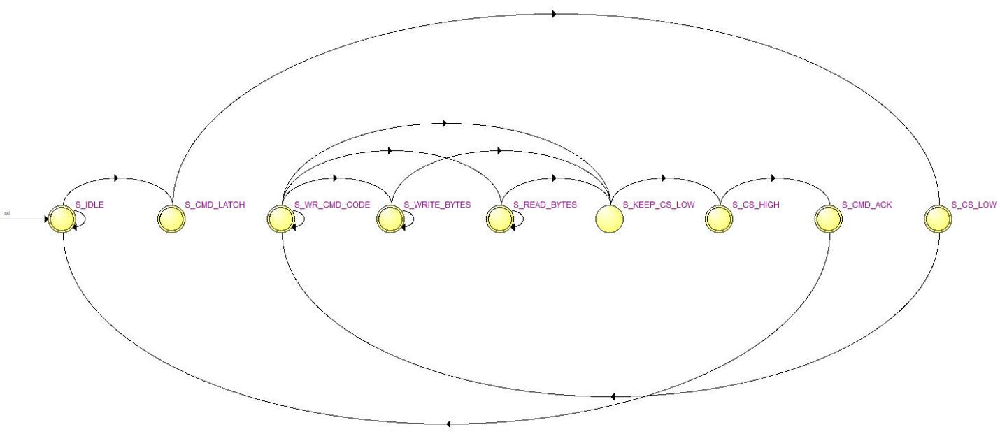 rst
S_IDLE
S_CMD_LATCH
S_WR_CMD_CODE
S_WRITE_BYTES
S_READ_BYTES
S_KEEP_CS_LOW
S_CS_HIGH
S_CMD_ACK
S_CS_LOW